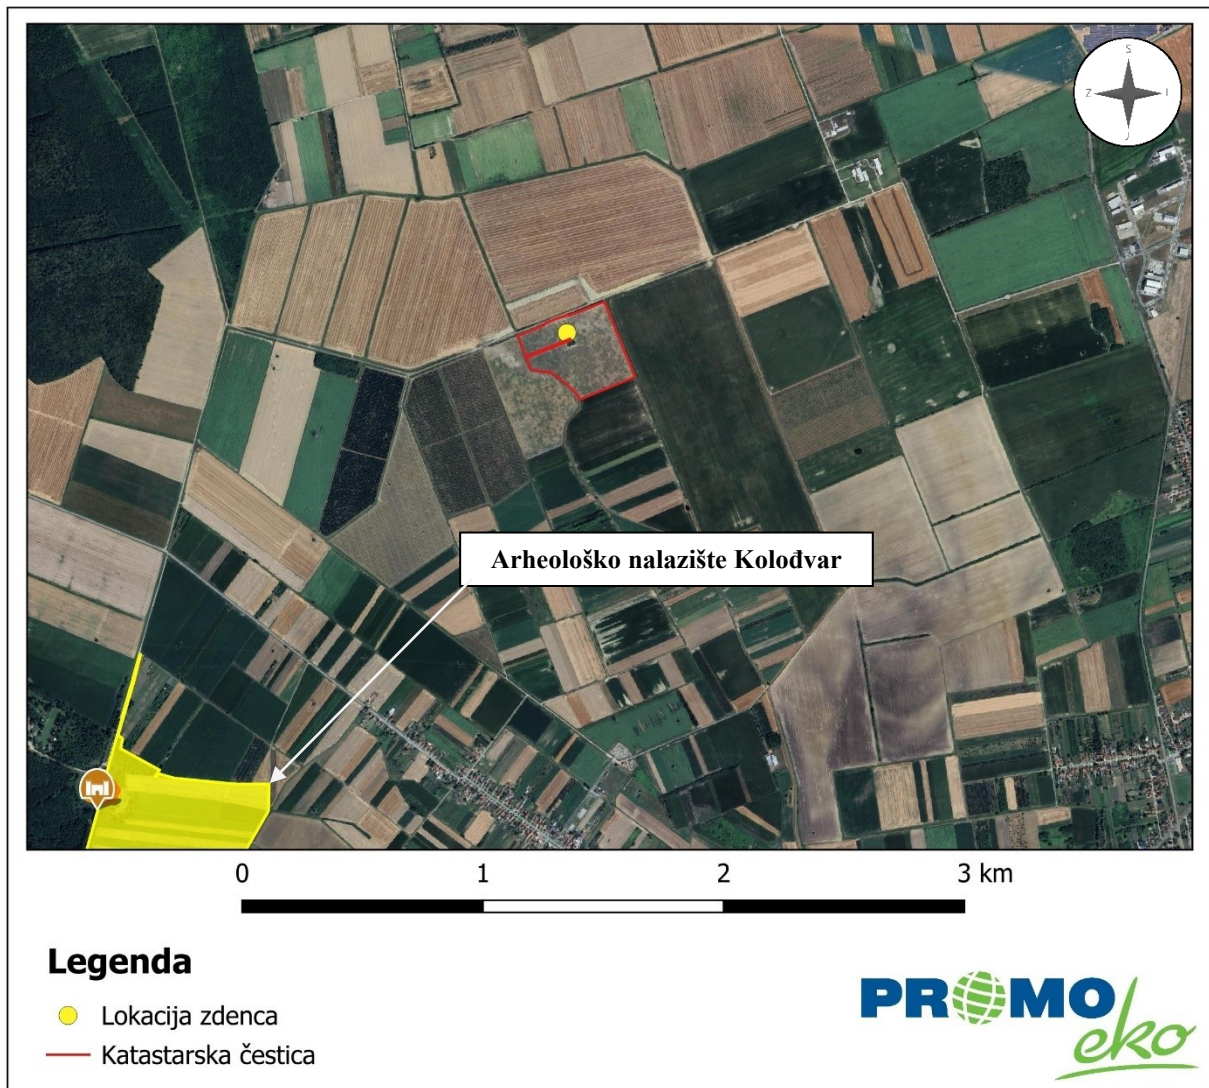 S
Z I
J
Arheološko nalazište Kolođvar
0 1 2 3 km
Legenda
Lokacija zdenca
Katastarska čestica
PROMO
eko